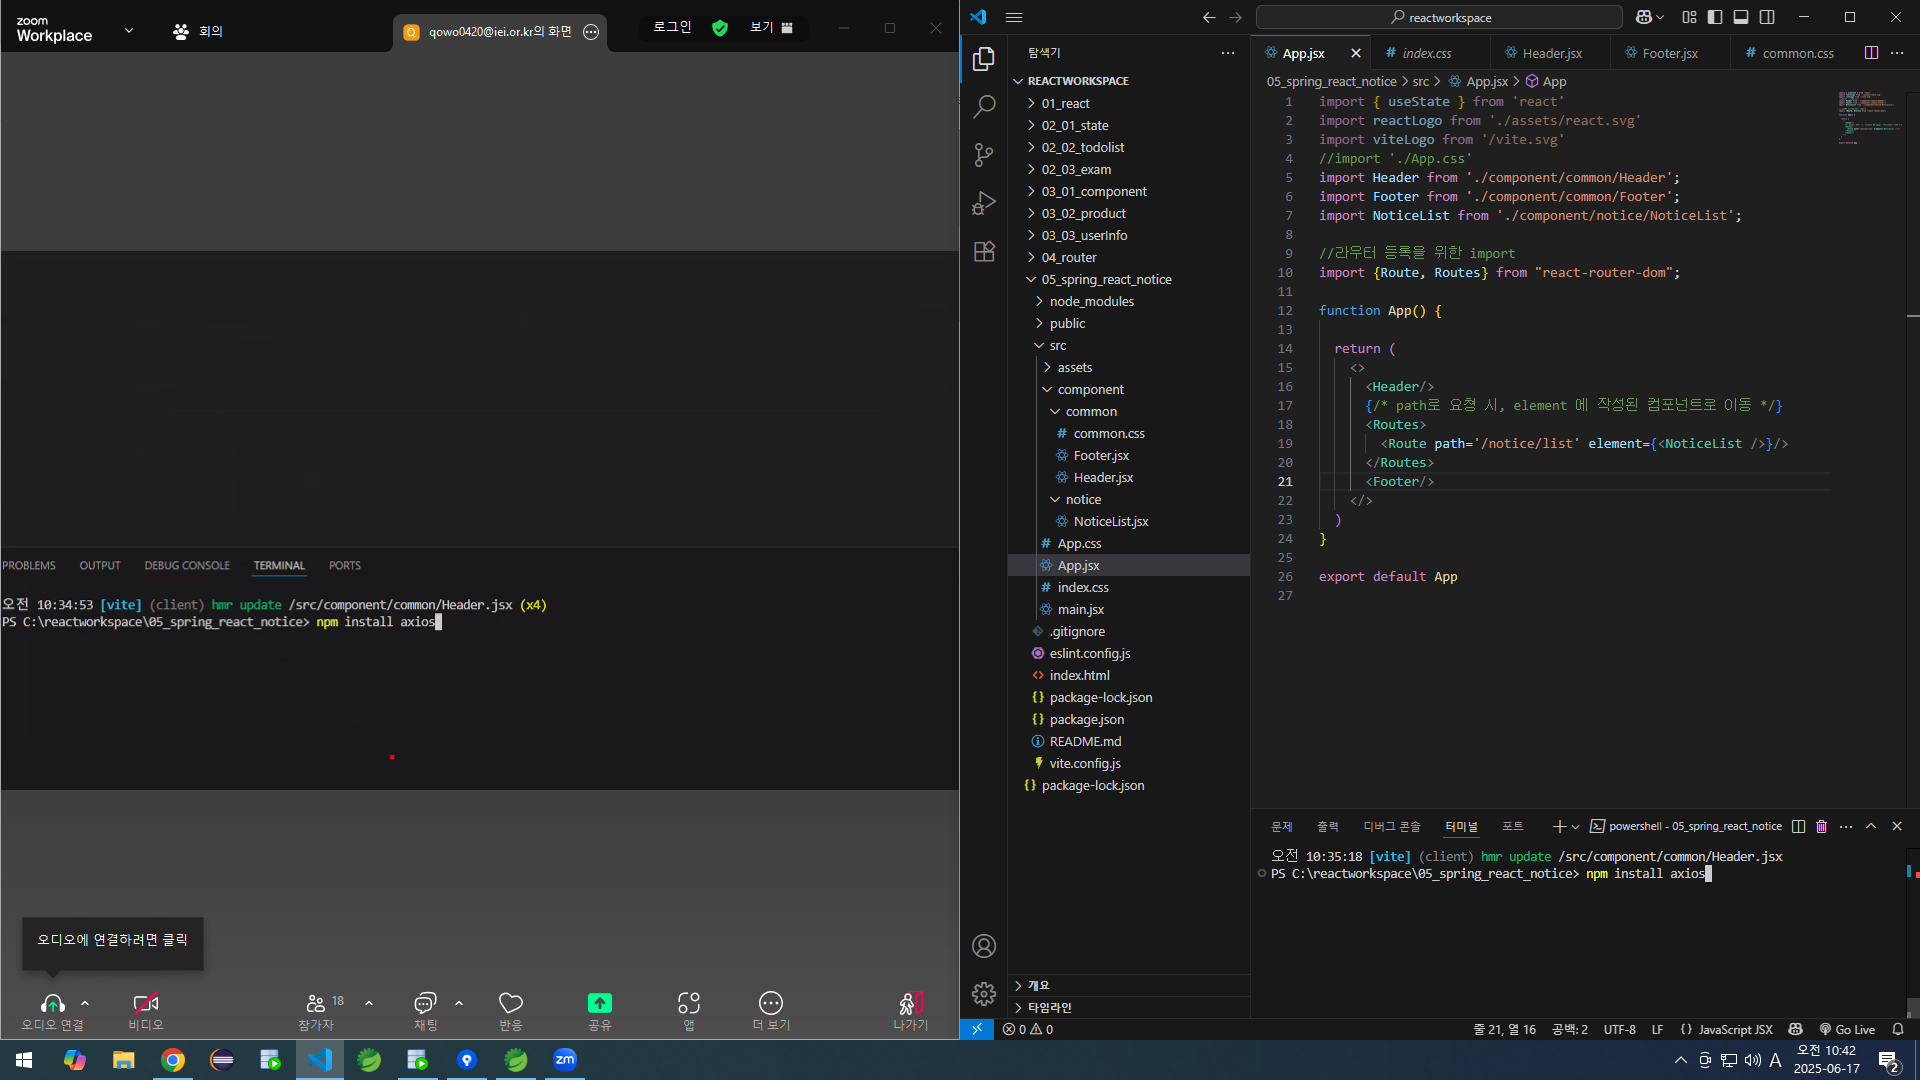 zoom
Workplace
회의
qowo0420@iei.or.kr의 화면
로그인
보기
PROBLEMS
OUTPUT
DEBUG CONSOLE
TERMINAL
PORTS
오전 10:34:53 [vite] (client) hmr update /src/component/common/Header.jsx (x4)
PS C:\reactworkspace\05_spring_react_notice> npm install axios
오디오에 연결하려면 클릭
오디오 연결
비디오
18
참가자
채팅
반응
공유
앱
더 보기
나가기
reactworkspace
탐색기
REACTWORKSPACE
01_react
02_01_state
02_02_todolist
02_03_exam
03_01_component
03_02_product
03_03_userInfo
04_router
05_spring_react_notice
node_modules
public
src
assets
component
common
common.css
Footer.jsx
Header.jsx
notice
NoticeList.jsx
App.css
App.jsx
index.css
main.jsx
.gitignore
eslint.config.js
index.html
package-lock.json
package.json
README.md
vite.config.js
package-lock.json
개요
타임라인
App.jsx
index.css
Header.jsx
Footer.jsx
common.css
05_spring_react_notice > src > App.jsx > App
1 import { useState } from 'react'
2 import reactLogo from './assets/react.svg'
3 import viteLogo from '/vite.svg'
4 //import './App.css'
5 import Header from './component/common/Header';
6 import Footer from './component/common/Footer';
7 import NoticeList from './component/notice/NoticeList';
8
9 //라우터 등록을 위한 import
10 import {Route, Routes} from "react-router-dom";
11
12 function App() {
13
14 return (
15 <>
16 <Header/>
17 {/* path로 요청 시, element 에 작성된 컴포넌트로 이동 */}
18 <Routes>
19 <Route path='/notice/list' element={<NoticeList />}/>
20 </Routes>
21 <Footer/>
22 </>
23 )
24 }
25
26 export default App
27
문제
출력
디버그 콘솔
터미널
포트
powershell - 05_spring_react_notice
오전 10:35:18 [vite] (client) hmr update /src/component/common/Header.jsx
PS C:\reactworkspace\05_spring_react_notice> npm install axios
0 0
줄 21, 열 16
공백: 2
UTF-8
LF
{} JavaScript JSX
Go Live
zm
A
오전 10:42
2025-06-17
2